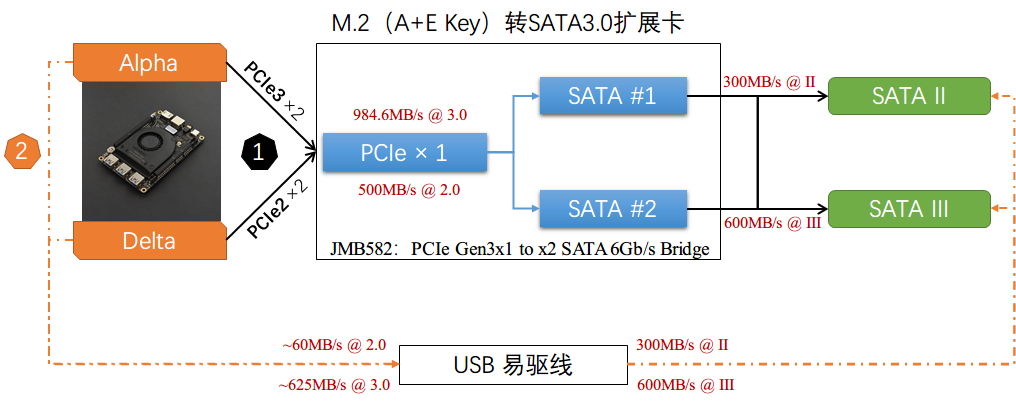 M.2（A+E Key）转SATA3.0扩展卡
Alpha
PCIe3 ×2
984.6MB/s @ 3.0
SATA #1
300MB/s @ II
SATA II
2
1
PCIe × 1
500MB/s @ 2.0
PCIe2 ×2
SATA #2
600MB/s @ III
SATA III
Delta
JMB582：PCIe Gen3x1 to x2 SATA 6Gb/s Bridge
~60MB/s @ 2.0
USB 易驱线
300MB/s @ II
~625MB/s @ 3.0
600MB/s @ III